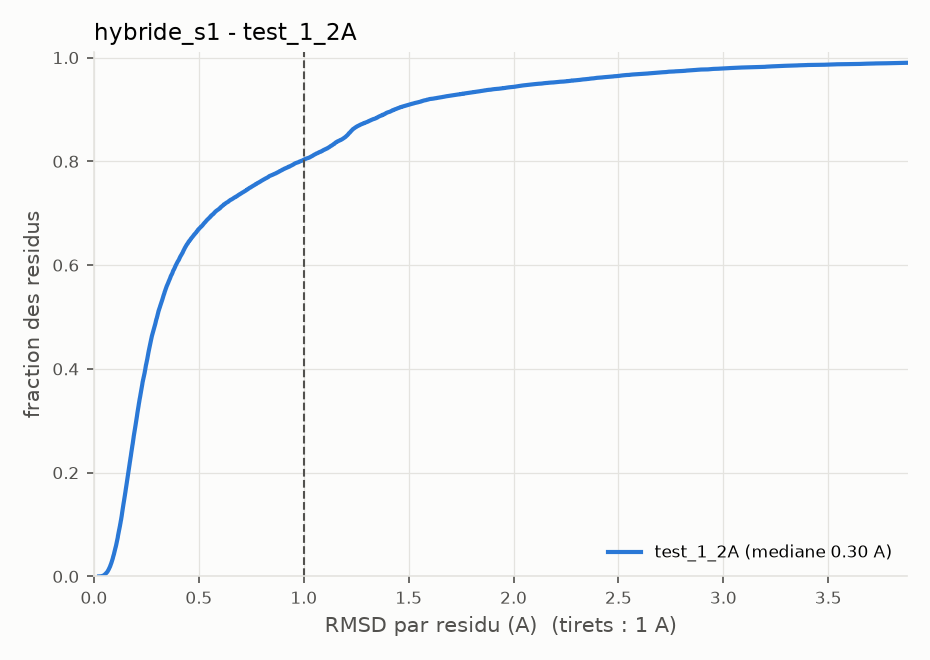 hybride_s1 - test_1_2A
1.0
0.8
0.6
0.4
0.2
0.0
fraction des residus
test_1_2A (mediane 0.30 A)
0.0 0.5 1.0 1.5 2.0 2.5 3.0 3.5
RMSD par residu (A)  (tirets : 1 A)